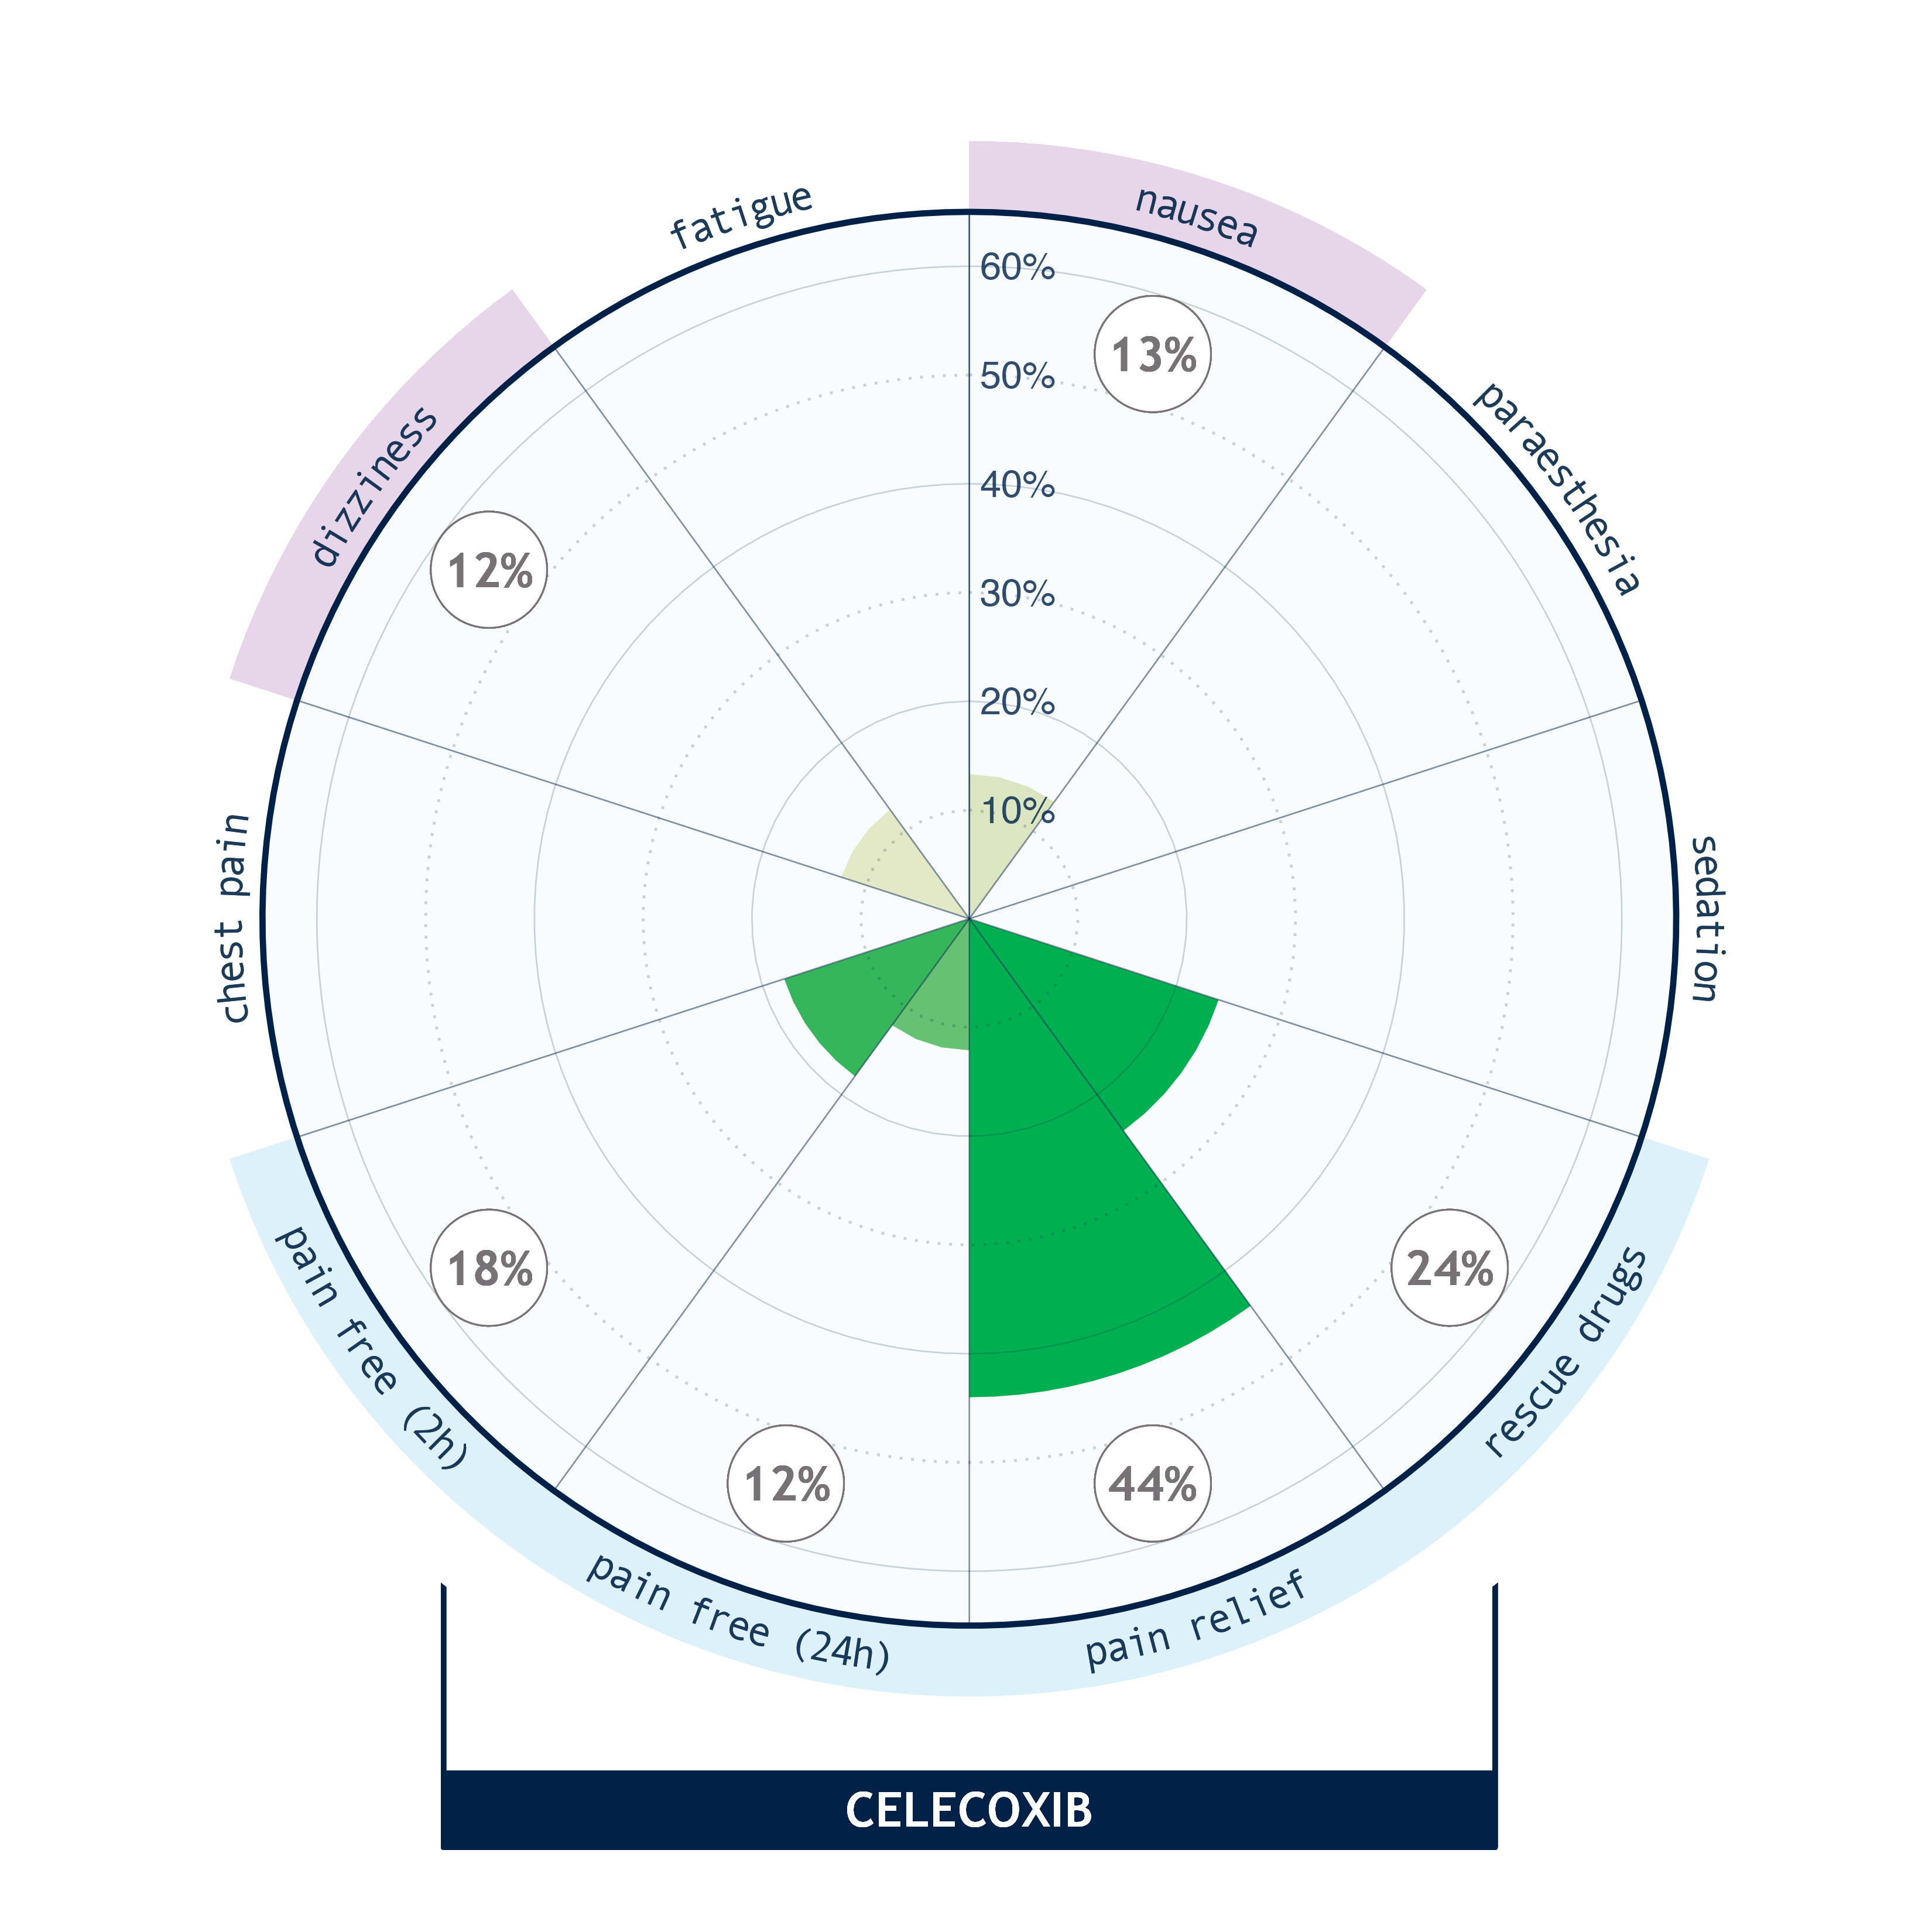 nausea
fatigue
60%
13%
50%
paraesthesia
dizziness
40%
12%
30%
20%
10%
chest pain
sedation
18%
24%
pain free (2h)
rescue drugs
12%
44%
pain free (24h)
pain relief
CELECOXIB